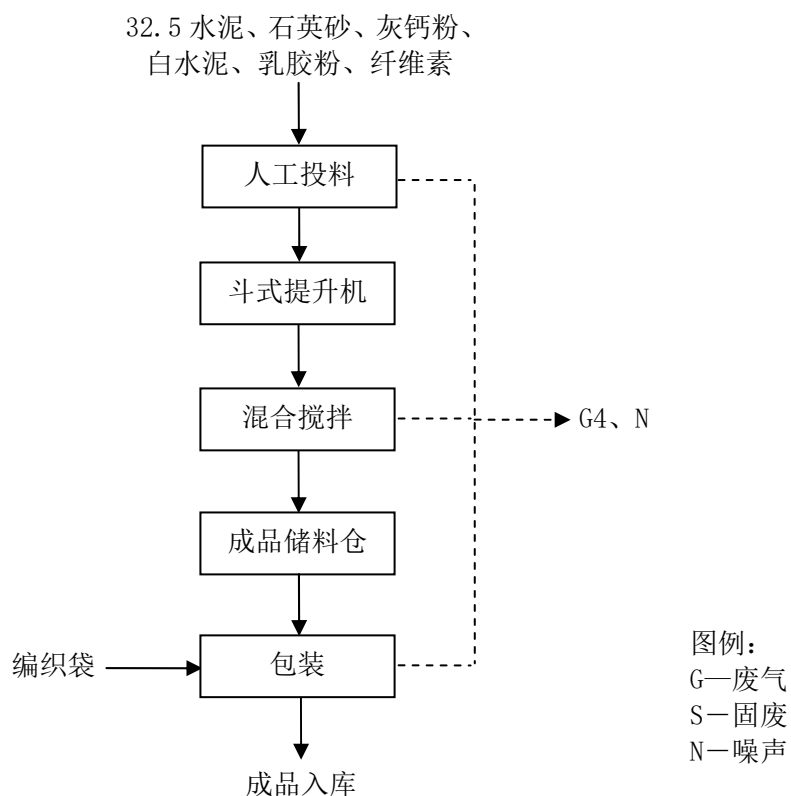 32.5 水泥、石英砂、灰钙粉、
白水泥、乳胶粉、纤维素
人工投料
斗式提升机
混合搅拌
G4、N
成品储料仓
编织袋
包装
成品入库
图例：
G—废气
S－固废
N－噪声